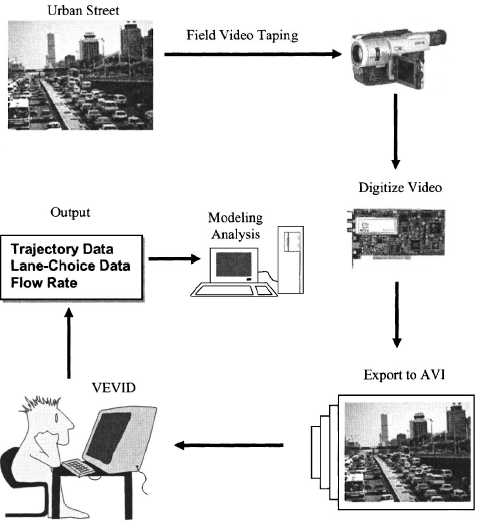 Urban Street
Field Video Taping
Digitize Video
Output
Modeling
Analysis
Trajectory Data
Lane-Choice Data
Flow Rate
Export to AVI
VEVID